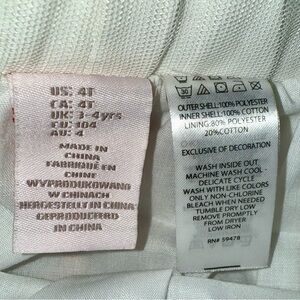 US: 4T
CA: 4T
UK: 3-4yrs
EU: 104
AU: 4
MADE IN
CHINA
FABRIQUÉ EN
CHINE
WYPRODUKOWANO
W CHINACH
HERGESTELLT IN CHINA
GEPRODUCEERD
IN CHINA
30
OUTER SHELL:100% POLYESTER
INNER SHELL:100% COTTON
LINING:80% POLYESTER
20%COTTON
EXCLUSIVE OF DECORATION
WASH INSIDE OUT
MACHINE WASH COOL -
DELICATE CYCLE
WASH WITH LIKE COLORS
ONLY NON-CHLORINE
BLEACH WHEN NEEDED
TUMBLE DRY LOW
REMOVE PROMPTLY
FROM DRYER
LOW IRON
RN# 59478